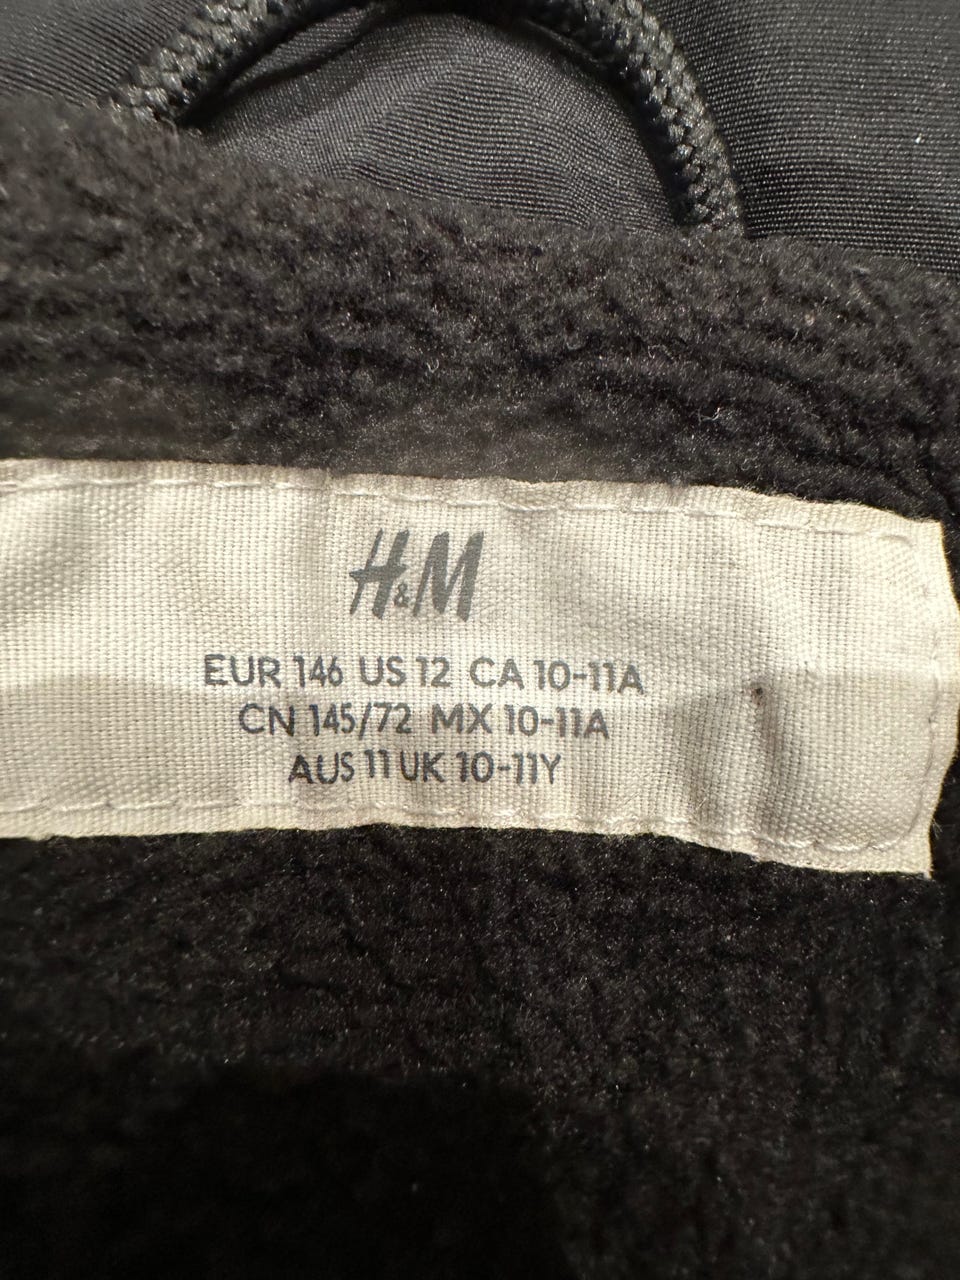 H&M
EUR 146 US 12 CA 10-11A
CN 145/72 MX 10-11A
AUS 11 UK 10-11Y